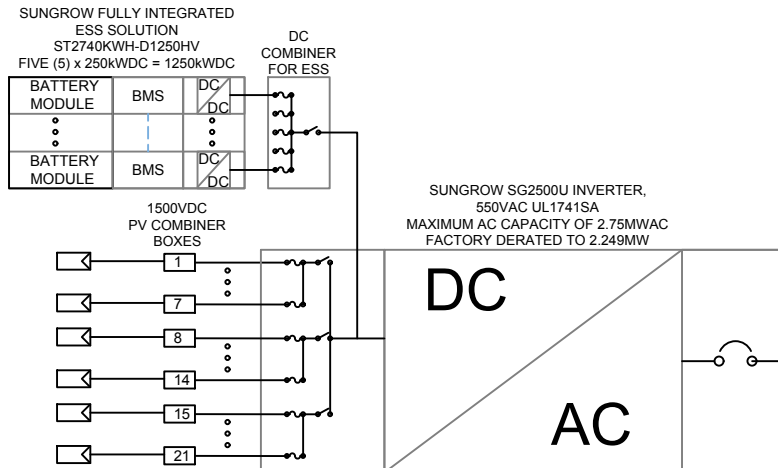 SUNGROW FULLY INTEGRATED
ESS SOLUTION
ST2740KWH-D1250HV
FIVE (5) x 250kWDC = 1250kWDC
DC
COMBINER
FOR ESS
BATTERY
MODULE
BMS
DC
DC
BATTERY
MODULE
BMS
DC
DC
SUNGROW SG2500U INVERTER,
550VAC UL1741SA
MAXIMUM AC CAPACITY OF 2.75MWAC
FACTORY DERATED TO 2.249MW
1500VDC
PV COMBINER
BOXES
1
7
8
14
15
21
DC
AC